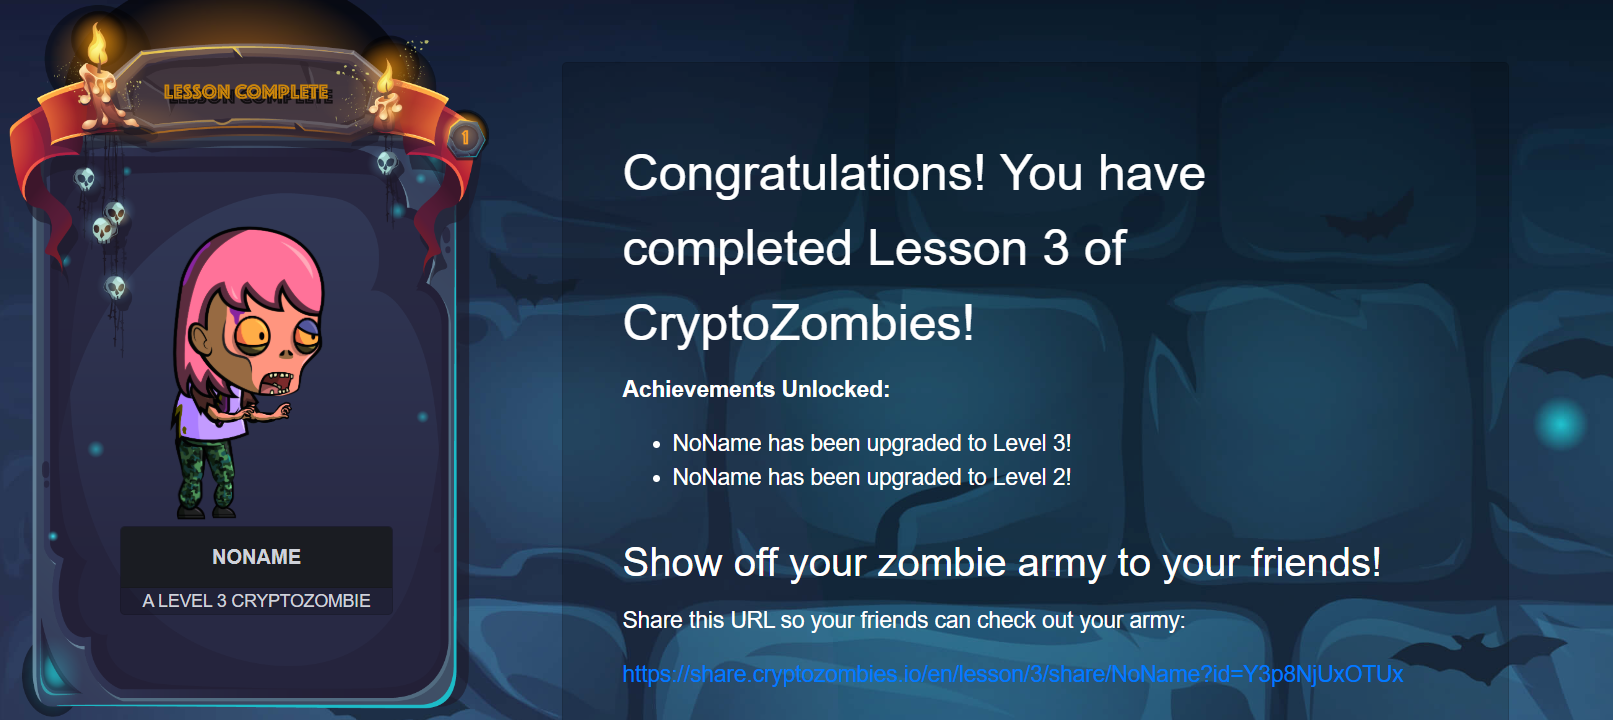 LESSON COMPLETE
1
NONAME
A LEVEL 3 CRYPTOZOMBIE
Congratulations! You have
completed Lesson 3 of
CryptoZombies!
Achievements Unlocked:
NoName has been upgraded to Level 3!
NoName has been upgraded to Level 2!
Show off your zombie army to your friends!
Share this URL so your friends can check out your army:
https://share.cryptozombies.io/en/lesson/3/share/NoName?id=Y3p8NjUxOTUx